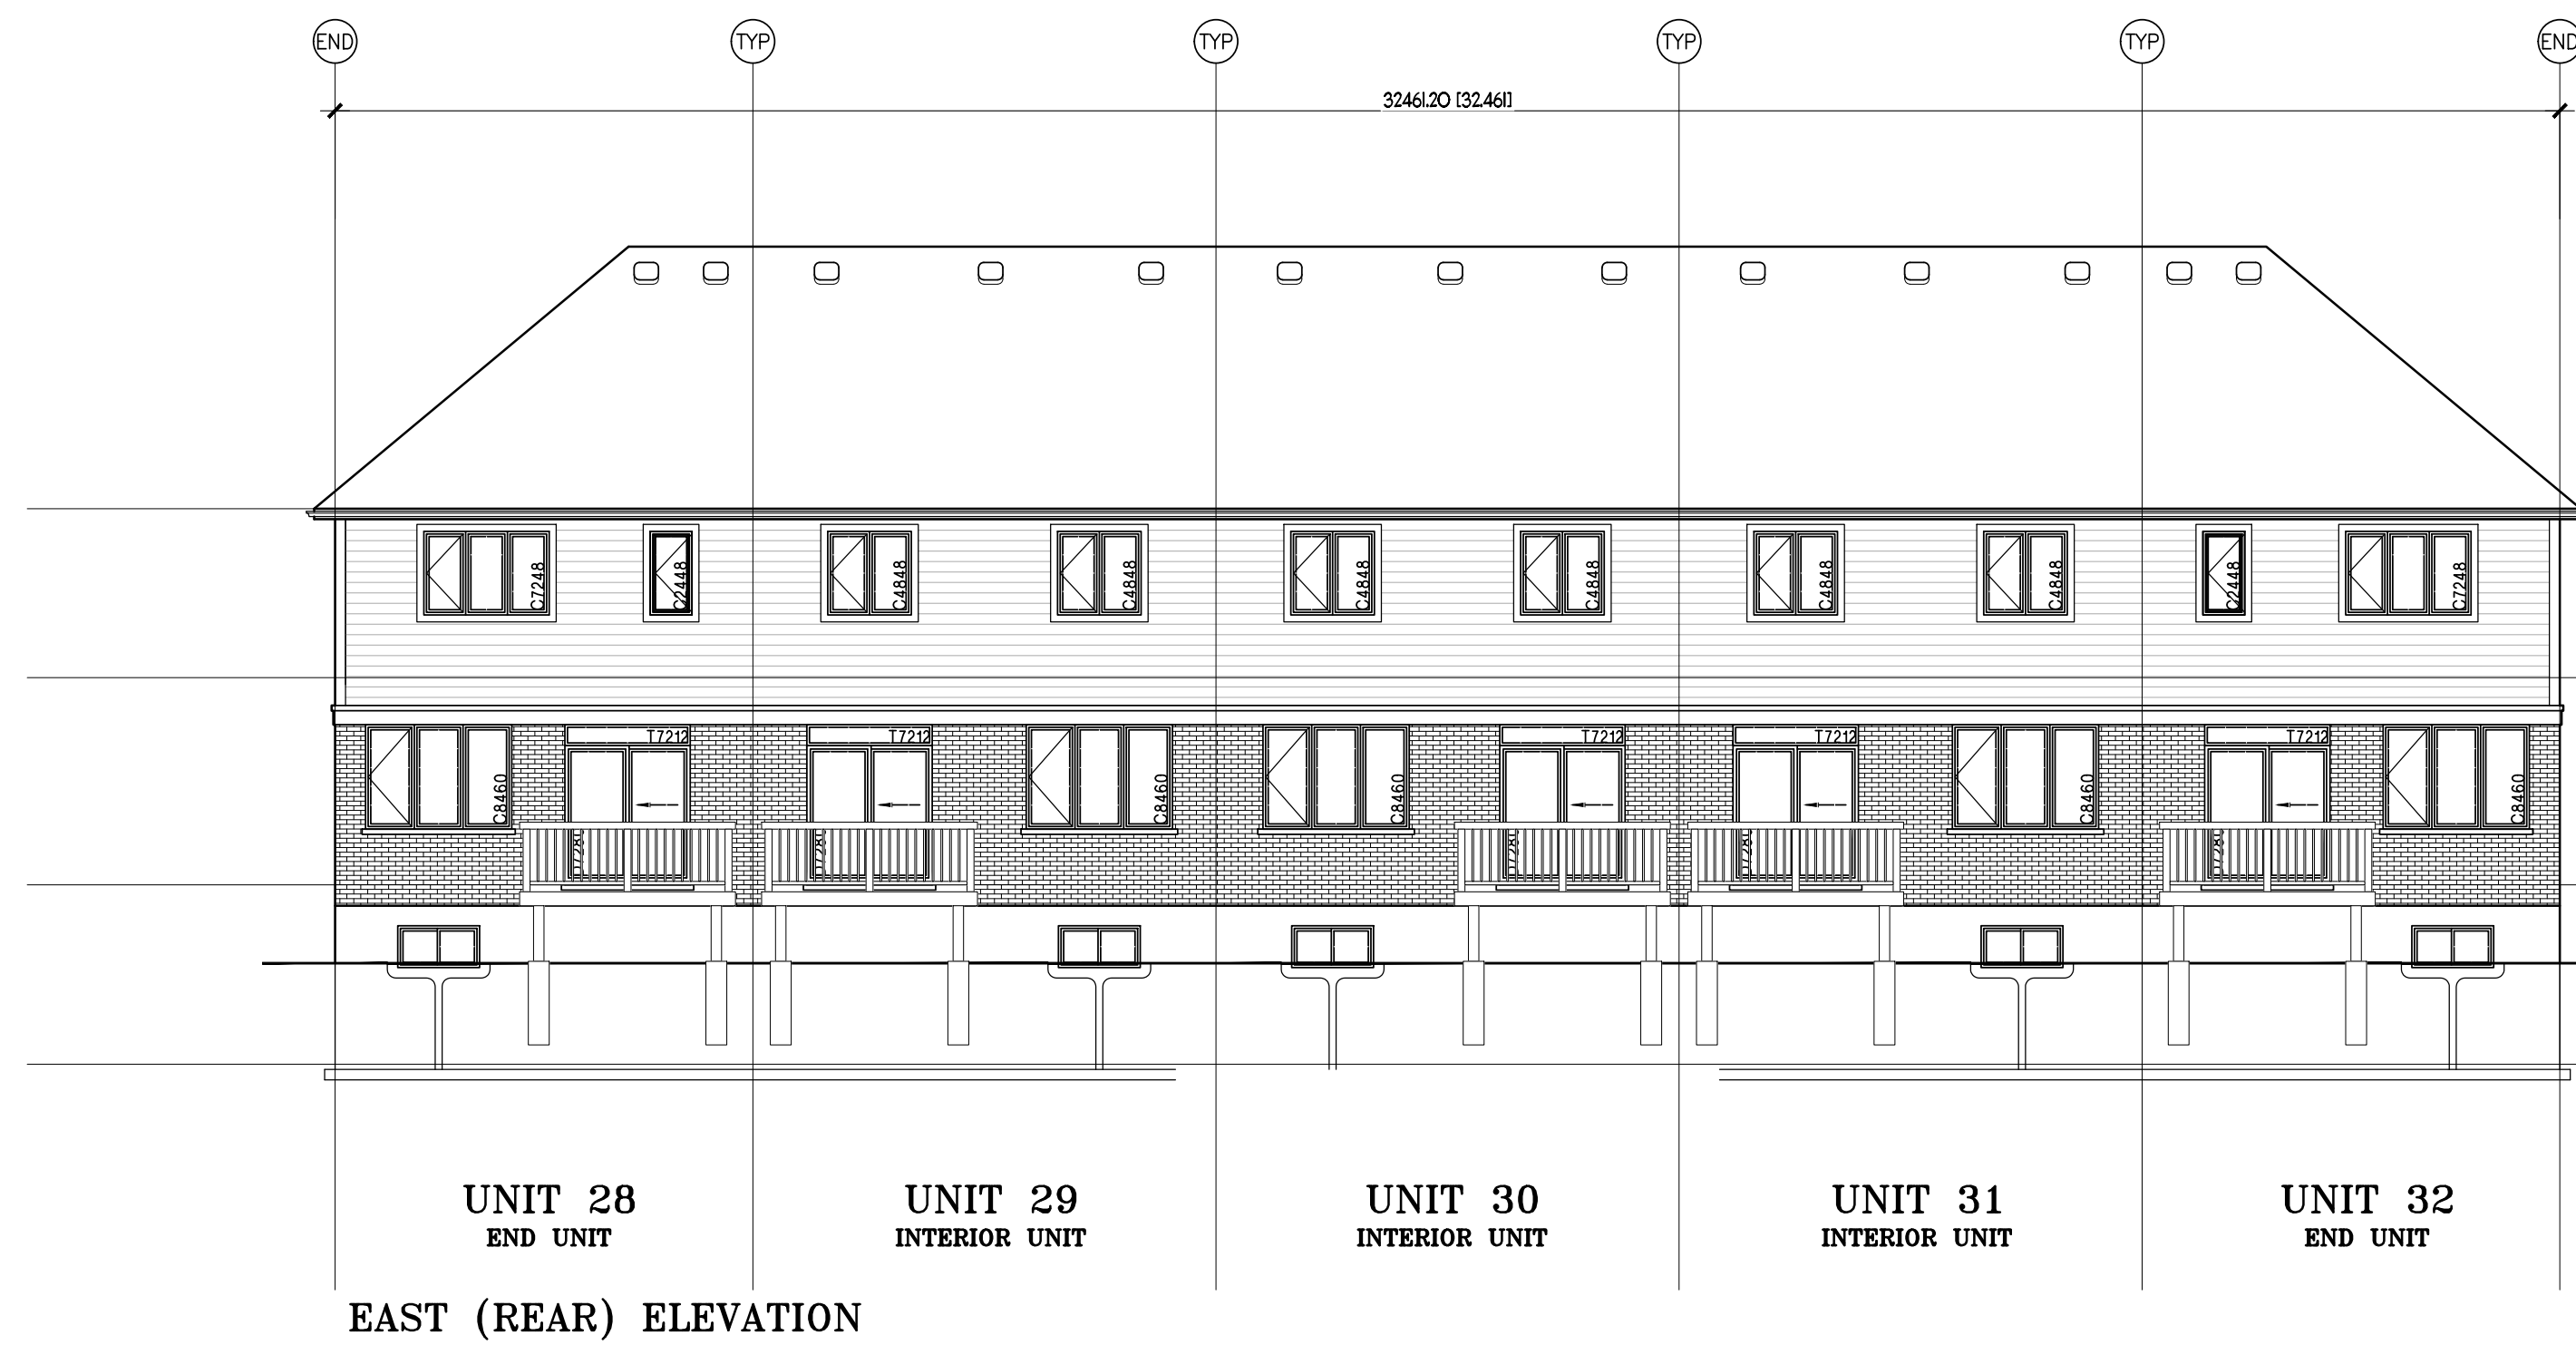 END TYP TYP TYP TYP END
32461.20 [32.461]
C7248 C2448 C4848 C4848 C4848 C4848 C4848 C4848 C2448 C7248
T7212 T7212 T7212 T7212 T7212
C8460 C8460 C8460 C8460 C8460
UNIT 28 UNIT 29 UNIT 30 UNIT 31 UNIT 32
END UNIT INTERIOR UNIT INTERIOR UNIT INTERIOR UNIT END UNIT
EAST (REAR) ELEVATION